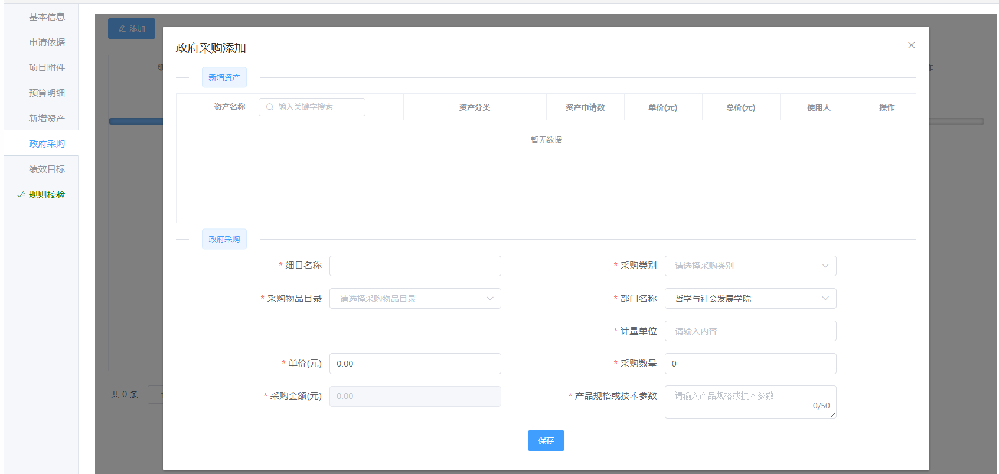 基本信息
申请依据
项目附件
预算明细
新增资产
政府采购
绩效目标
规则校验
添加
共 0 条
政府采购添加
新增资产
资产名称 输入关键字搜索 资产分类 资产申请数 单价(元) 总价(元) 使用人 操作
暂无数据
政府采购
* 细目名称
* 采购类别 请选择采购类别
* 采购物品目录 请选择采购物品目录
* 部门名称 哲学与社会发展学院
* 计量单位 请输入内容
* 单价(元) 0.00
* 采购数量 0
* 采购金额(元) 0.00
* 产品规格或技术参数 请输入产品规格或技术参数
0/50
保存